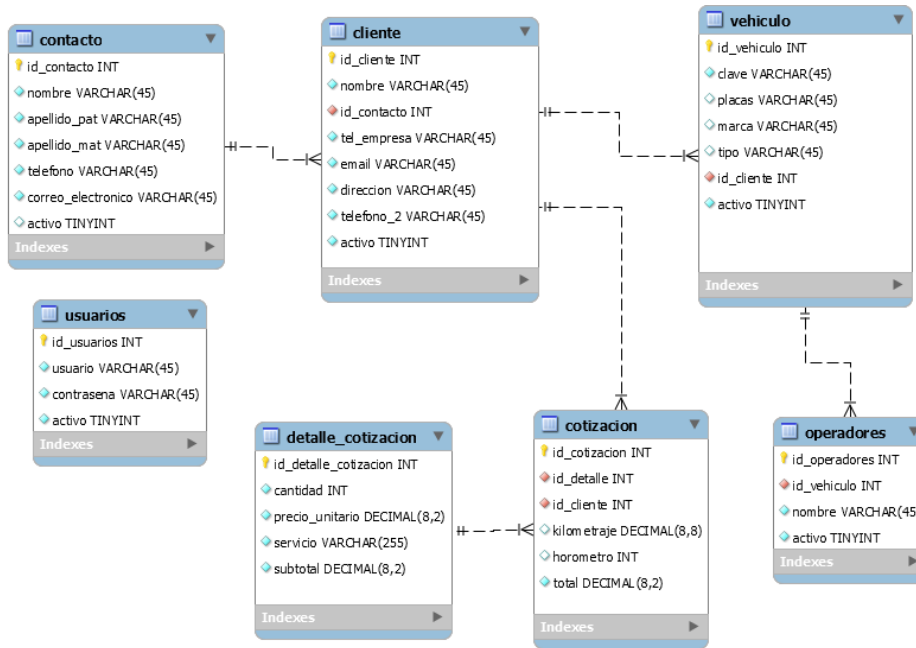 contacto
id_contacto INT
nombre VARCHAR(45)
apellido_pat VARCHAR(45)
apellido_mat VARCHAR(45)
telefono VARCHAR(45)
correo_electronico VARCHAR(45)
activo TINYINT
Indexes
cliente
id_cliente INT
nombre VARCHAR(45)
id_contacto INT
tel_empresa VARCHAR(45)
email VARCHAR(45)
direccion VARCHAR(45)
telefono_2 VARCHAR(45)
activo TINYINT
Indexes
vehiculo
id_vehiculo INT
clave VARCHAR(45)
placas VARCHAR(45)
marca VARCHAR(45)
tipo VARCHAR(45)
id_cliente INT
activo TINYINT
Indexes
usuarios
id_usuarios INT
usuario VARCHAR(45)
contrasena VARCHAR(45)
activo TINYINT
Indexes
detalle_cotizacion
id_detalle_cotizacion INT
cantidad INT
precio_unitario DECIMAL(8,2)
servicio VARCHAR(255)
subtotal DECIMAL(8,2)
Indexes
cotizacion
id_cotizacion INT
id_detalle INT
id_cliente INT
kilometraje DECIMAL(8,8)
horometro INT
total DECIMAL(8,2)
Indexes
operadores
id_operadores INT
id_vehiculo INT
nombre VARCHAR(45
activo TINYINT
Indexes